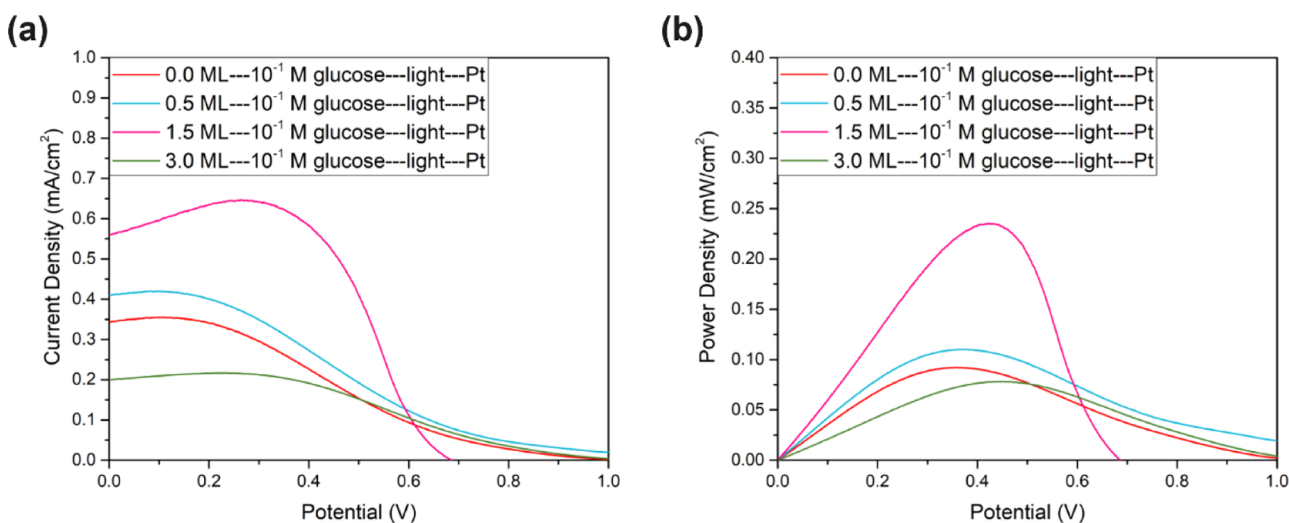 (a)
1.0
0.9
0.8
0.7
0.6
0.5
0.4
0.3
0.2
0.1
0.0
Current Density (mA/cm²)
0.0 ML---10⁻¹ M glucose---light---Pt
0.5 ML---10⁻¹ M glucose---light---Pt
1.5 ML---10⁻¹ M glucose---light---Pt
3.0 ML---10⁻¹ M glucose---light---Pt
0.0 0.2 0.4 0.6 0.8 1.0
Potential (V)
(b)
0.40
0.35
0.30
0.25
0.20
0.15
0.10
0.05
0.00
Power Density (mW/cm²)
0.0 ML---10⁻¹ M glucose---light---Pt
0.5 ML---10⁻¹ M glucose---light---Pt
1.5 ML---10⁻¹ M glucose---light---Pt
3.0 ML---10⁻¹ M glucose---light---Pt
0.0 0.2 0.4 0.6 0.8 1.0
Potential (V)